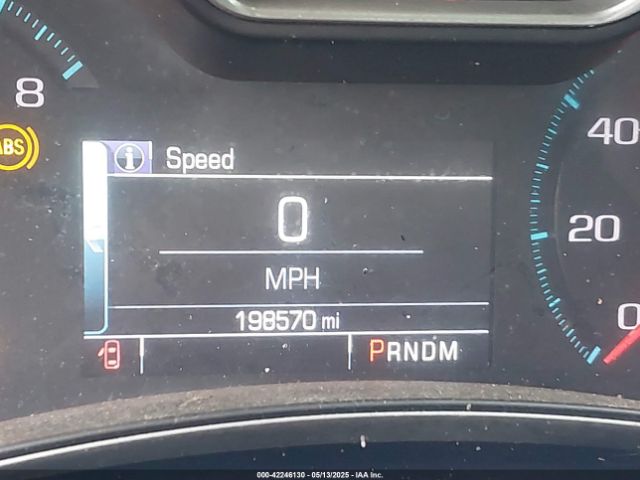 8
ABS
i Speed
0
MPH
198570 mi
PRNDM
40
20
0
000-42246130 - 05/13/2025 - IAA Inc.